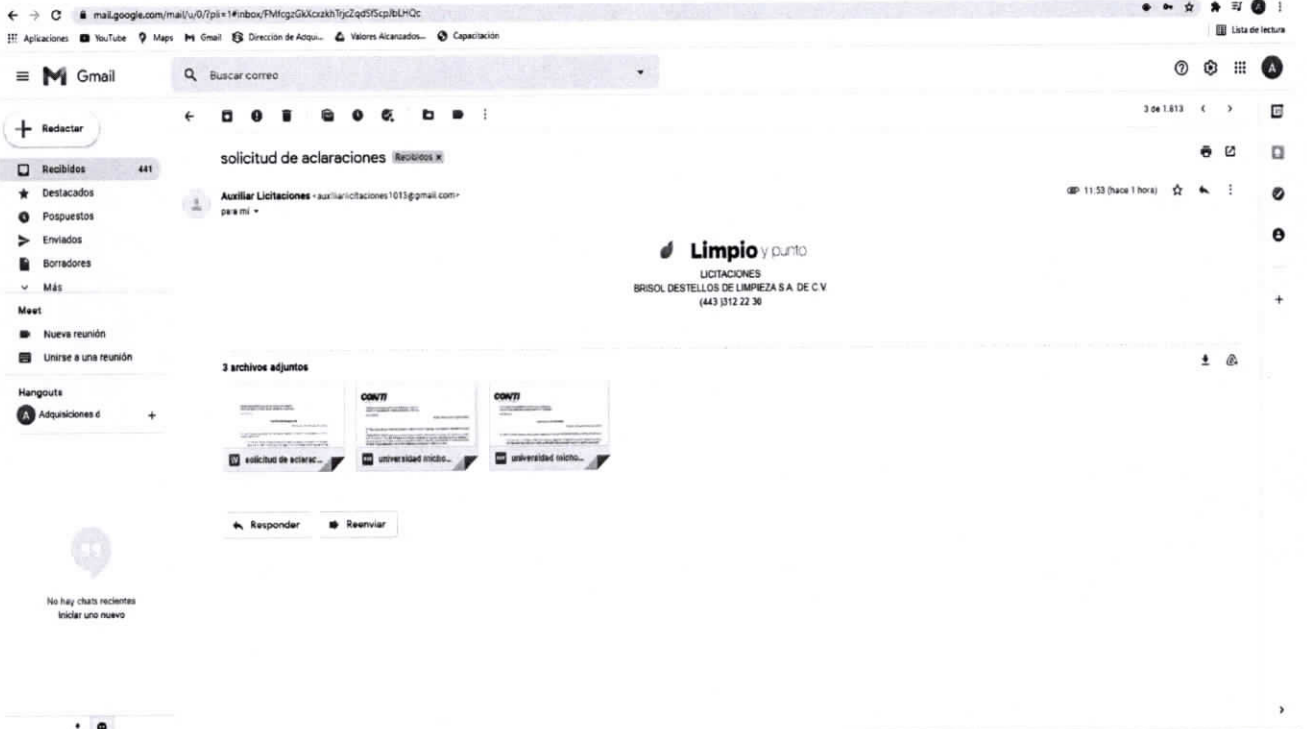 mail.google.com/mail/u/0/?pli=1#inbox/FMfcgzGkXcxzkhTrjcZqdSfScpJbLHQc
Aplicaciones YouTube Maps Gmail Dirección de Adqui... Valores Alcanzados... Capacitación Lista de lectura
Gmail Buscar correo A
Redactar 3 de 1.813
Recibidos 441
solicitud de aclaraciones Recibidos x
Destacados
Auxiliar Licitaciones <auxiliarlicitaciones1013@gmail.com> 11:53 (hace 1 hora)
para mí
Pospuestos
Enviados
Borradores
Más
Limpio y punto
LICITACIONES
BRISOL DESTELLOS DE LIMPIEZA S.A. DE C.V.
(443 )312 22 30
Meet
Nueva reunión
Unirse a una reunión
3 archivos adjuntos
Hangouts
A Adquisiciones d +
CONTI
CONTI
solicitud de aclarac...
universidad micho...
universidad micho...
Responder Reenviar
No hay chats recientes
Iniciar uno nuevo